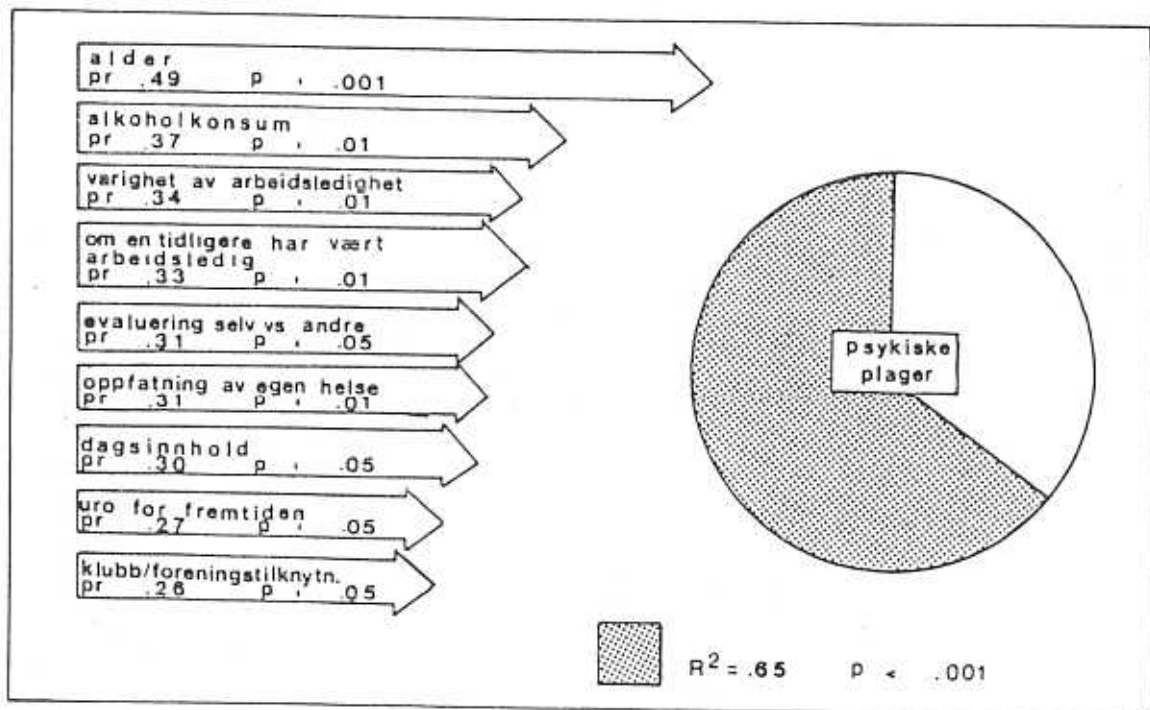 alder
pr .49 p < .001
alkoholkonsum
pr .37 p < .01
varighet av arbeidsledighet
pr .34 p < .01
om en tidligere har vært
arbeidsledig
pr .33 p < .01
evaluering selv vs andre
pr .31 p < .05
oppfatning av egen helse
pr .31 p < .01
dagsinnhold
pr .30 p < .05
uro for fremtiden
pr .27 p < .05
klubb/foreningstilknytn.
pr .26 p < .05
psykiske
plager
R² = .65 p < .001